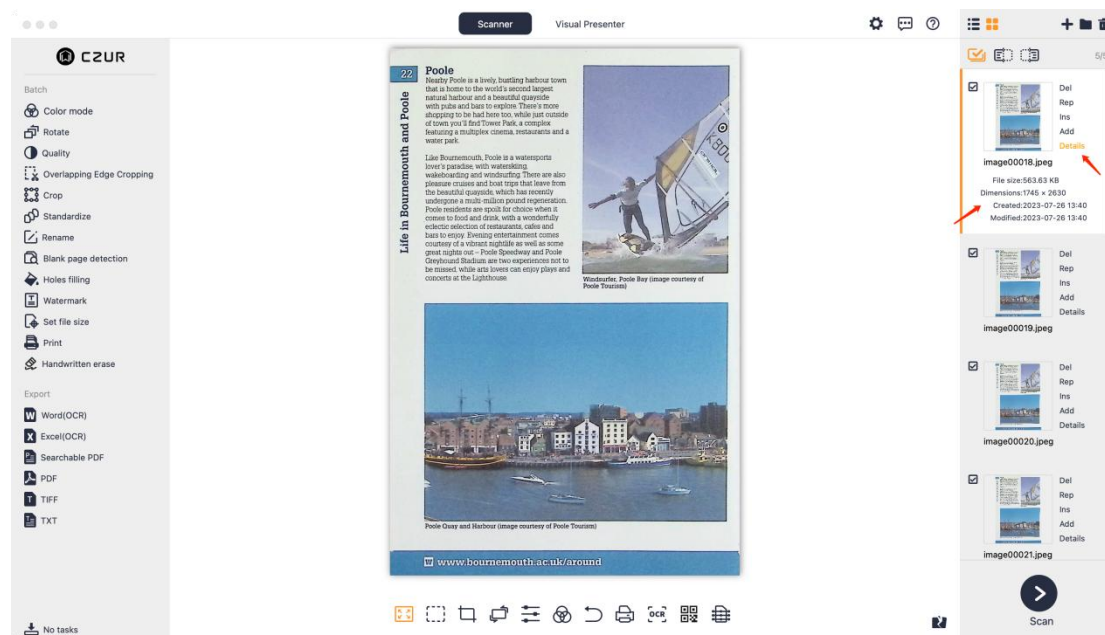 Scanner
Visual Presenter
CZUR
Batch
Color mode
Rotate
Quality
Overlapping Edge Cropping
Crop
Standardize
Rename
Blank page detection
Holes filling
Watermark
Set file size
Print
Handwritten erase
Export
Word(OCR)
Excel(OCR)
Searchable PDF
PDF
TIFF
TXT
No tasks
22
Life in Bournemouth and Poole
Poole
Nearby Poole is a lively, bustling harbour town
that is home to the world's second largest
natural harbour and a beautiful quayside
with pubs and bars to explore. There's more
shopping to be had here too, while just outside
of town you'll find Tower Park, a complex
featuring a multiplex cinema, restaurants and a
water park.
Like Bournemouth, Poole is a watersports
lover's paradise, with waterskiing,
wakeboarding and windsurfing. There are also
pleasure cruises and boat trips that leave from
the beautiful quayside, which has recently
undergone a multi-million pound regeneration.
Poole residents are spoilt for choice when it
comes to food and drink, with a wonderfully
eclectic selection of restaurants, cafes and
bars to enjoy. Evening entertainment comes
courtesy of a vibrant nightlife as well as some
great nights out – Poole Speedway and Poole
Greyhound Stadium are two experiences not to
be missed, while arts lovers can enjoy plays and
concerts at the Lighthouse.
Windsurfer, Poole Bay (image courtesy of
Poole Tourism)
Poole Quay and Harbour (image courtesy of Poole Tourism)
www.bournemouth.ac.uk/around
OCR
Del
Rep
Ins
Add
Details
image00018.jpeg
File size:563.63 KB
Dimensions:1745 × 2630
Created:2023-07-26 13:40
Modified:2023-07-26 13:40
Del
Rep
Ins
Add
Details
image00019.jpeg
Del
Rep
Ins
Add
Details
image00020.jpeg
Del
Rep
Ins
Add
Details
image00021.jpeg
Scan